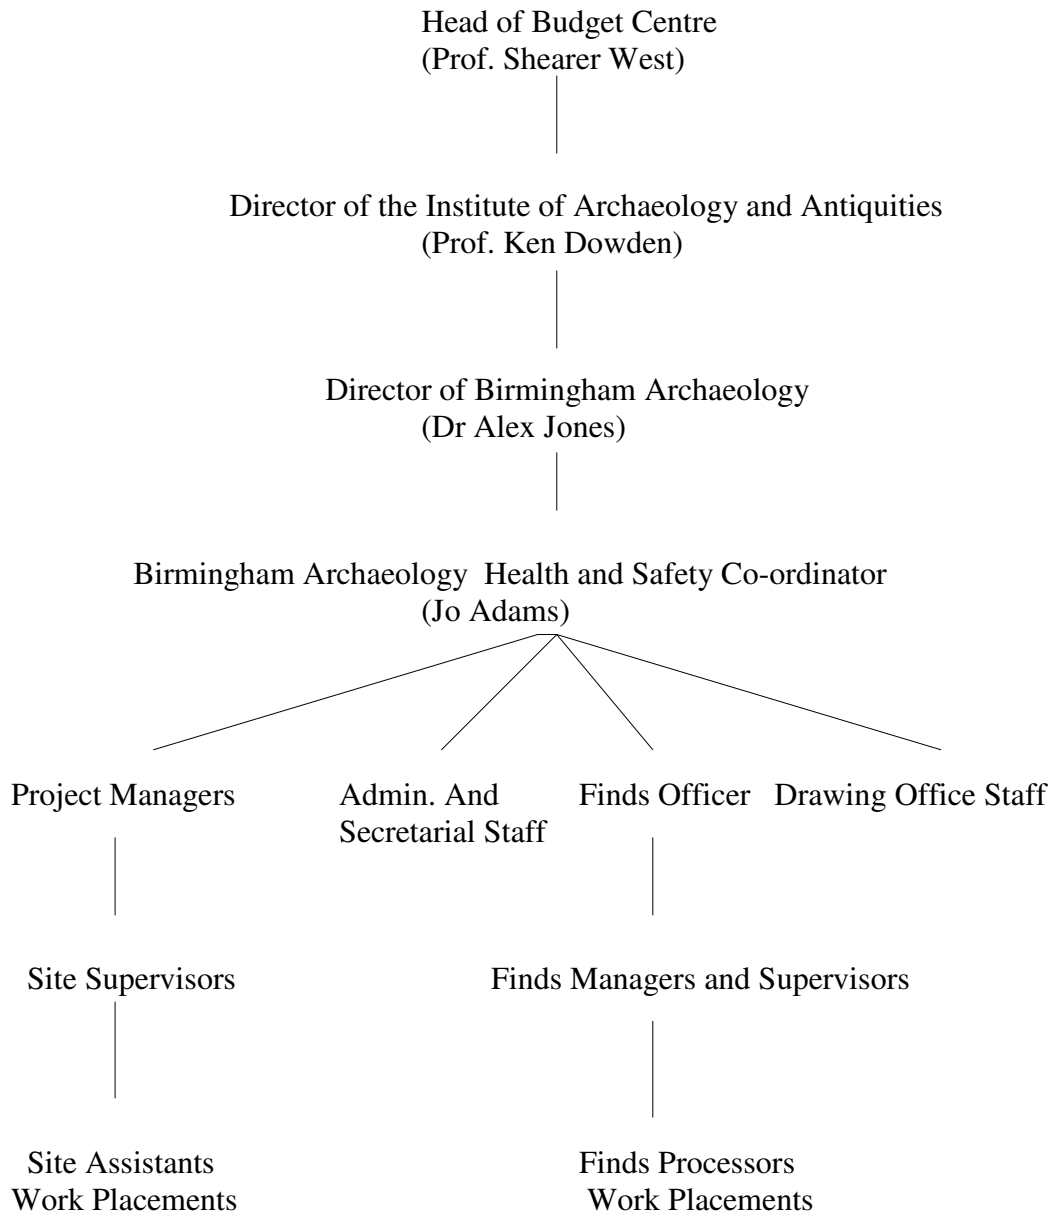 Head of Budget Centre
(Prof. Shearer West)
Director of the Institute of Archaeology and Antiquities
(Prof. Ken Dowden)
Director of Birmingham Archaeology
(Dr Alex Jones)
Birmingham Archaeology Health and Safety Co-ordinator
(Jo Adams)
Project Managers
Admin. And
Secretarial Staff
Finds Officer
Drawing Office Staff
Site Supervisors
Finds Managers and Supervisors
Site Assistants
Work Placements
Finds Processors
Work Placements